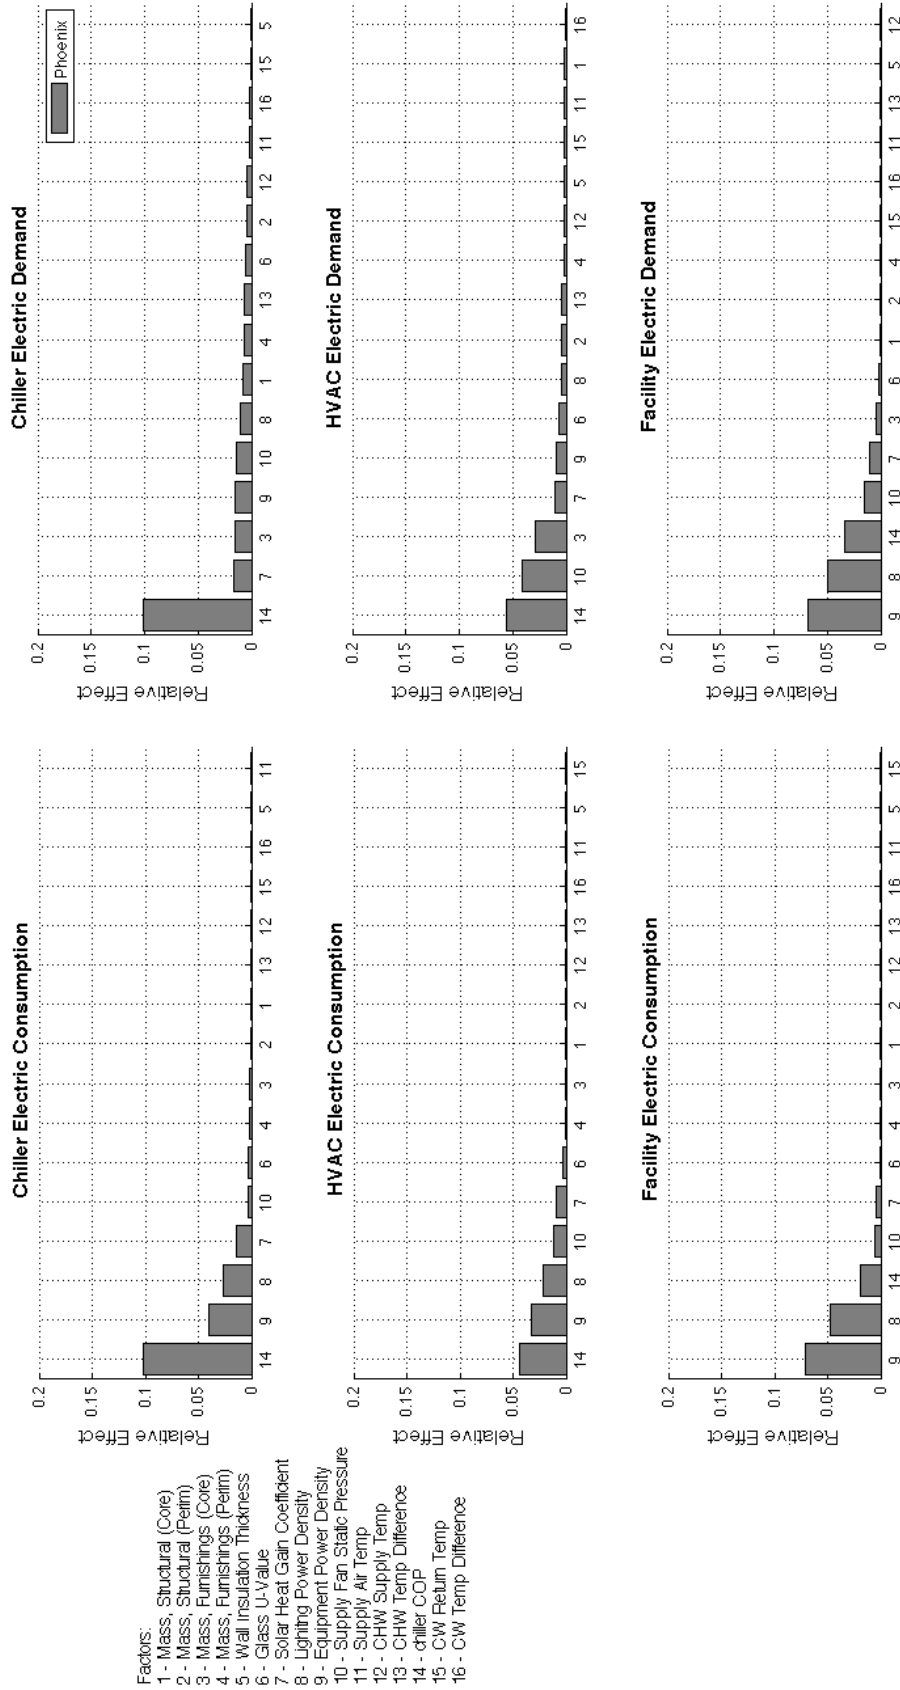 Factors:
1 - Mass, Structural (Core)
2 - Mass, Structural (Perim)
3 - Mass, Furnishings (Core)
4 - Mass, Furnishings (Perim)
5 - Wall Insulation Thickness
6 - Glass U-Value
7 - Solar Heat Gain Coefficient
8 - Lighitng Power Density
9 - Equipment Power Density
10 - Supply Fan Static Pressure
11 - Supply Air Temp
12 - CHW Supply Temp
13 - CHW Temp Difference
14 - chiller COP
15 - CW Return Temp
16 - CW Temp Difference
Chiller Electric Consumption
Relative Effect
0.2
0.15
0.1
0.05
0
14 9 8 7 10 6 4 3 2 1 13 12 15 16 5 11
Chiller Electric Demand
Phoenix
Relative Effect
0.2
0.15
0.1
0.05
0
14 7 3 9 10 8 1 4 13 6 2 12 11 16 15 5
HVAC Electric Consumption
Relative Effect
0.2
0.15
0.1
0.05
0
14 9 8 10 7 6 4 3 1 2 12 13 16 11 5 15
HVAC Electric Demand
Relative Effect
0.2
0.15
0.1
0.05
0
14 10 3 7 9 6 8 2 13 4 12 5 15 11 1 16
Facility Electric Consumption
Relative Effect
0.2
0.15
0.1
0.05
0
9 8 14 10 7 6 4 3 1 2 12 13 16 11 5 15
Facility Electric Demand
Relative Effect
0.2
0.15
0.1
0.05
0
9 8 14 10 7 3 6 1 2 4 15 16 11 13 5 12